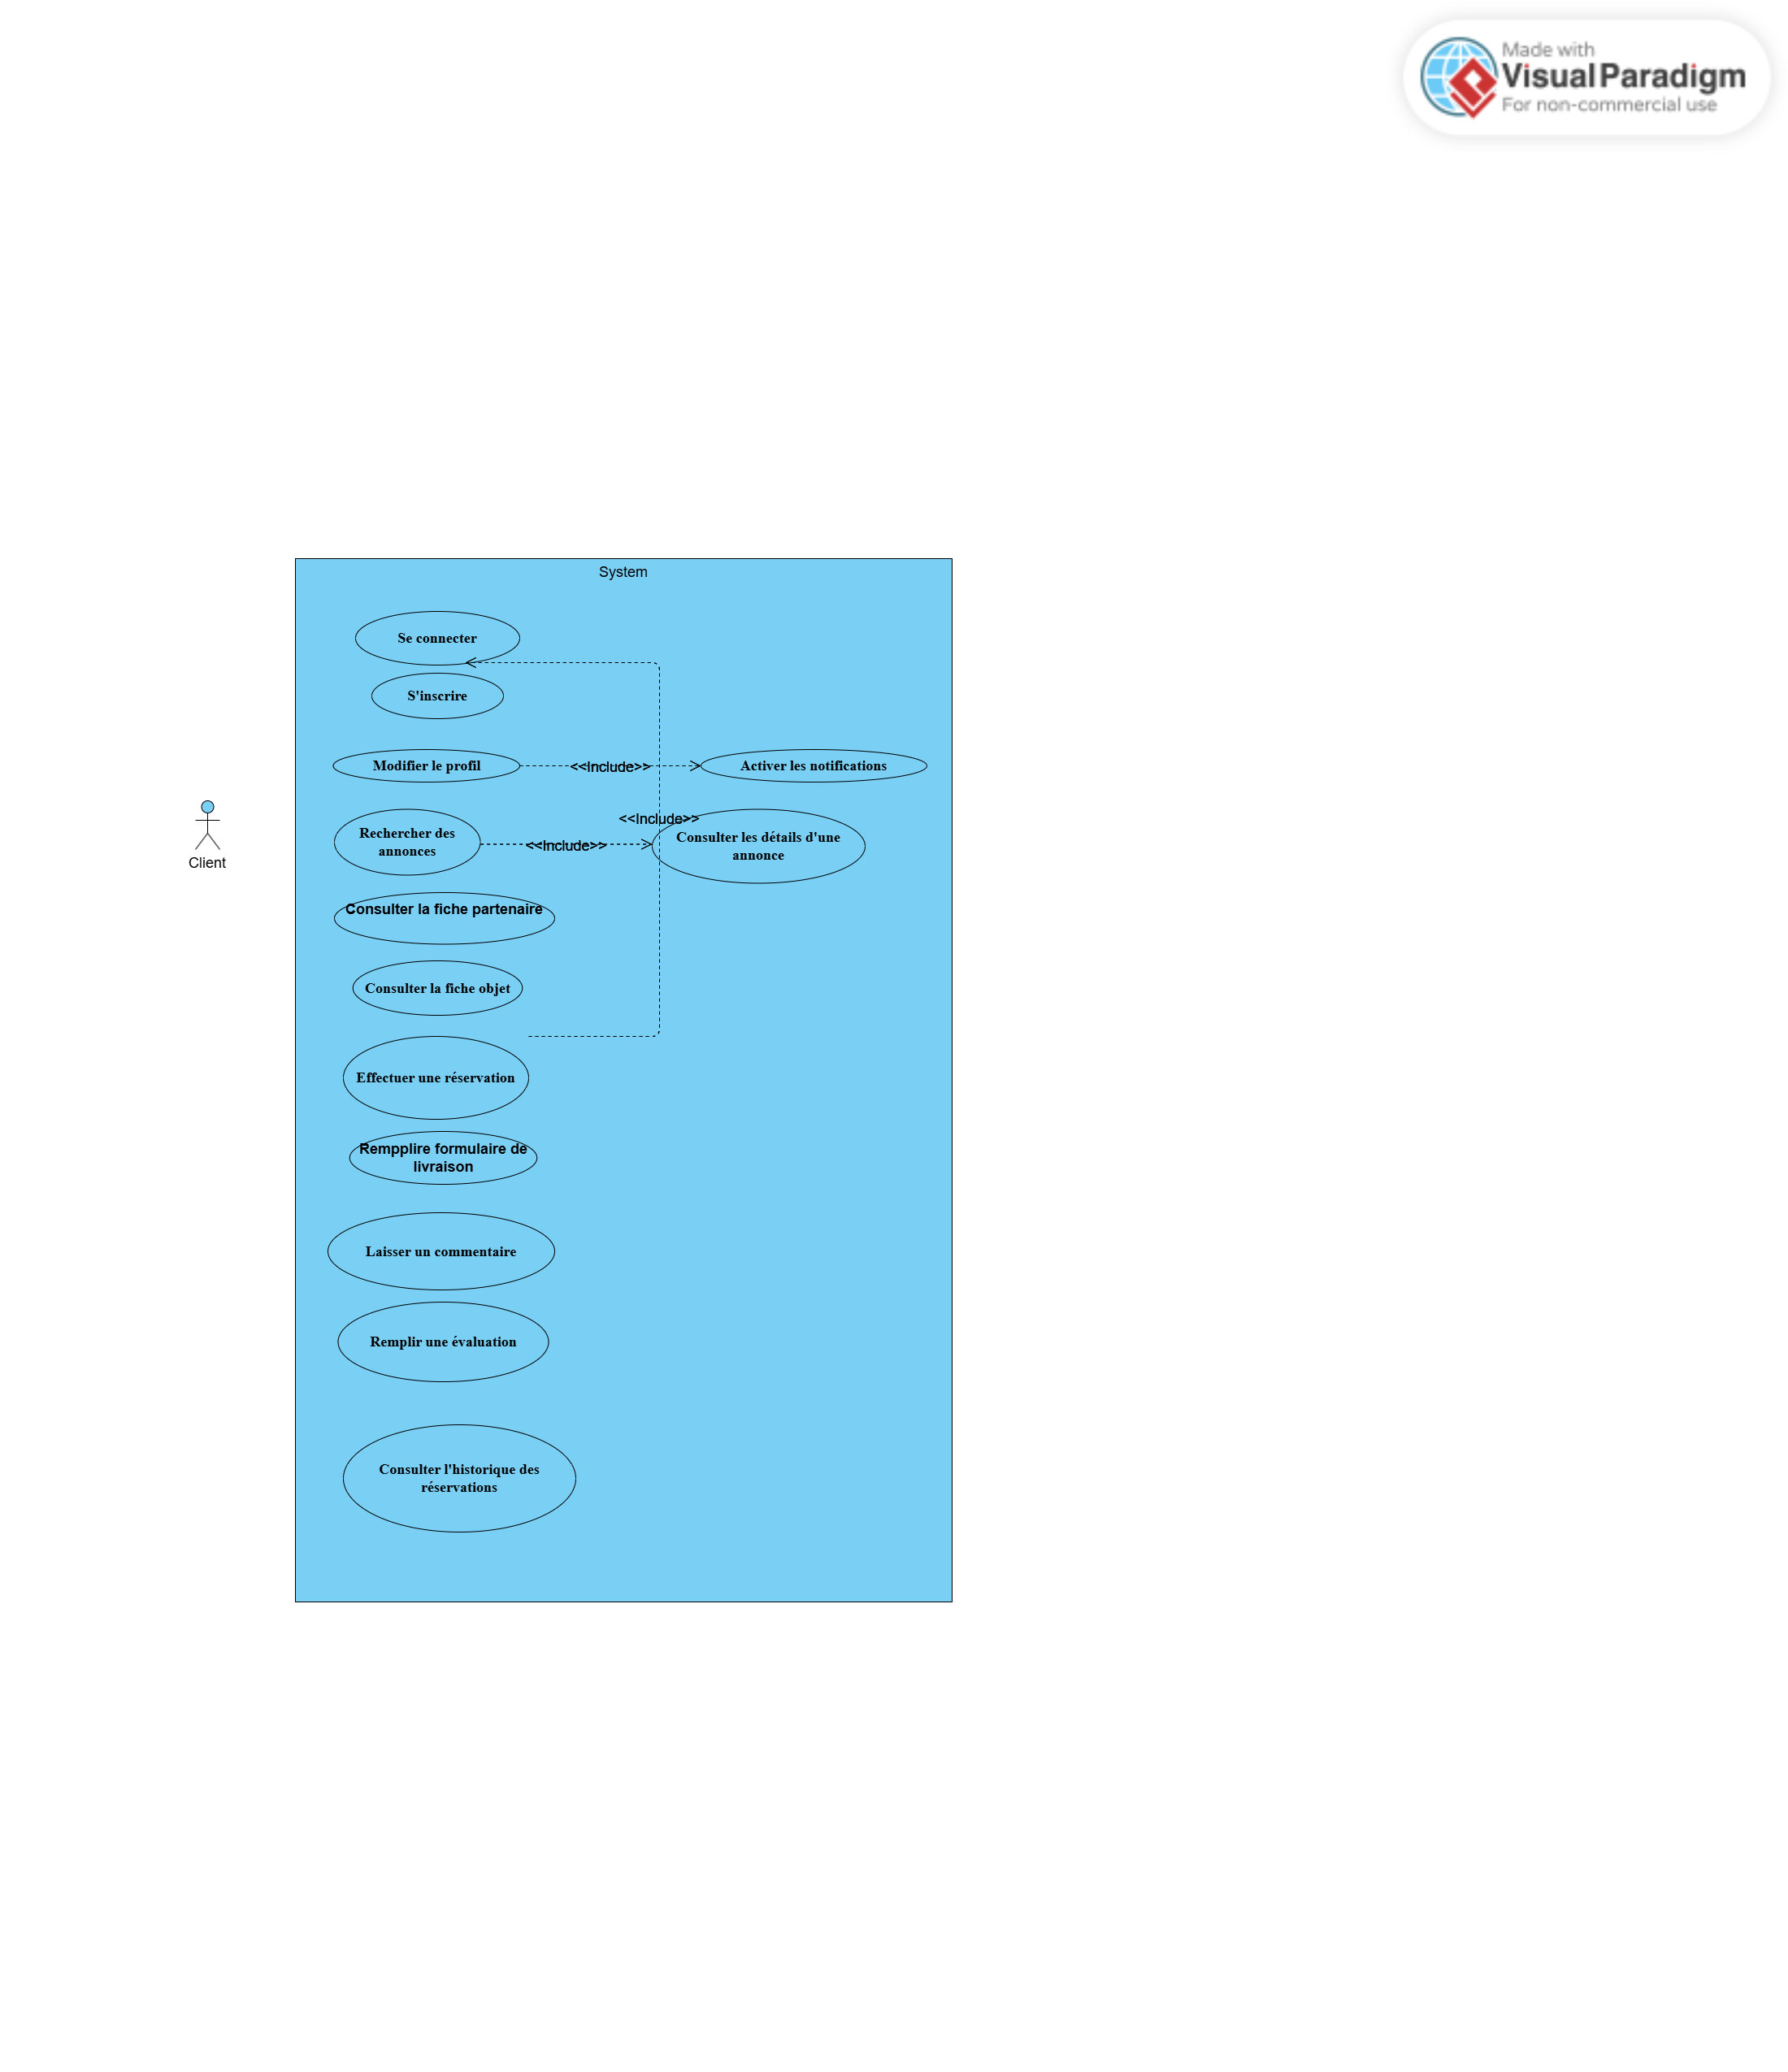 Made with
Visual Paradigm
For non-commercial use
System
Se connecter
S'inscrire
Modifier le profil
<<Include>>
Activer les notifications
<<Include>>
Rechercher des
annonces
<<Include>>
Consulter les détails d'une
annonce
Client
Consulter la fiche partenaire
Consulter la fiche objet
Effectuer une réservation
Rempplire formulaire de
livraison
Laisser un commentaire
Remplir une évaluation
Consulter l'historique des
réservations